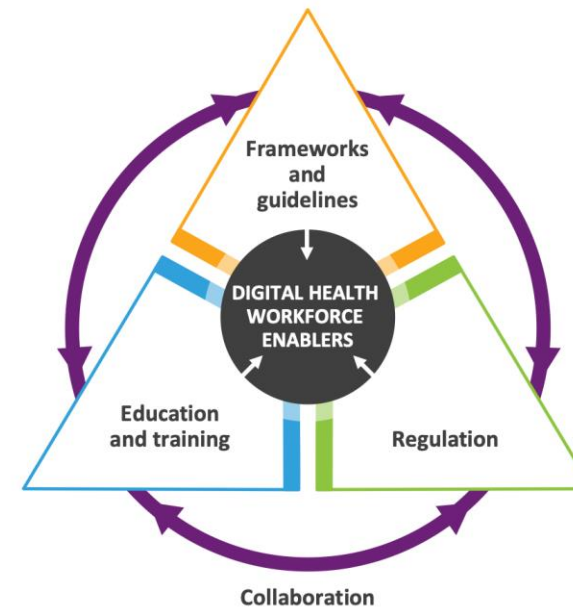 Frameworks
and
guidelines
DIGITAL HEALTH
WORKFORCE
ENABLERS
Education
and training
Regulation
Collaboration